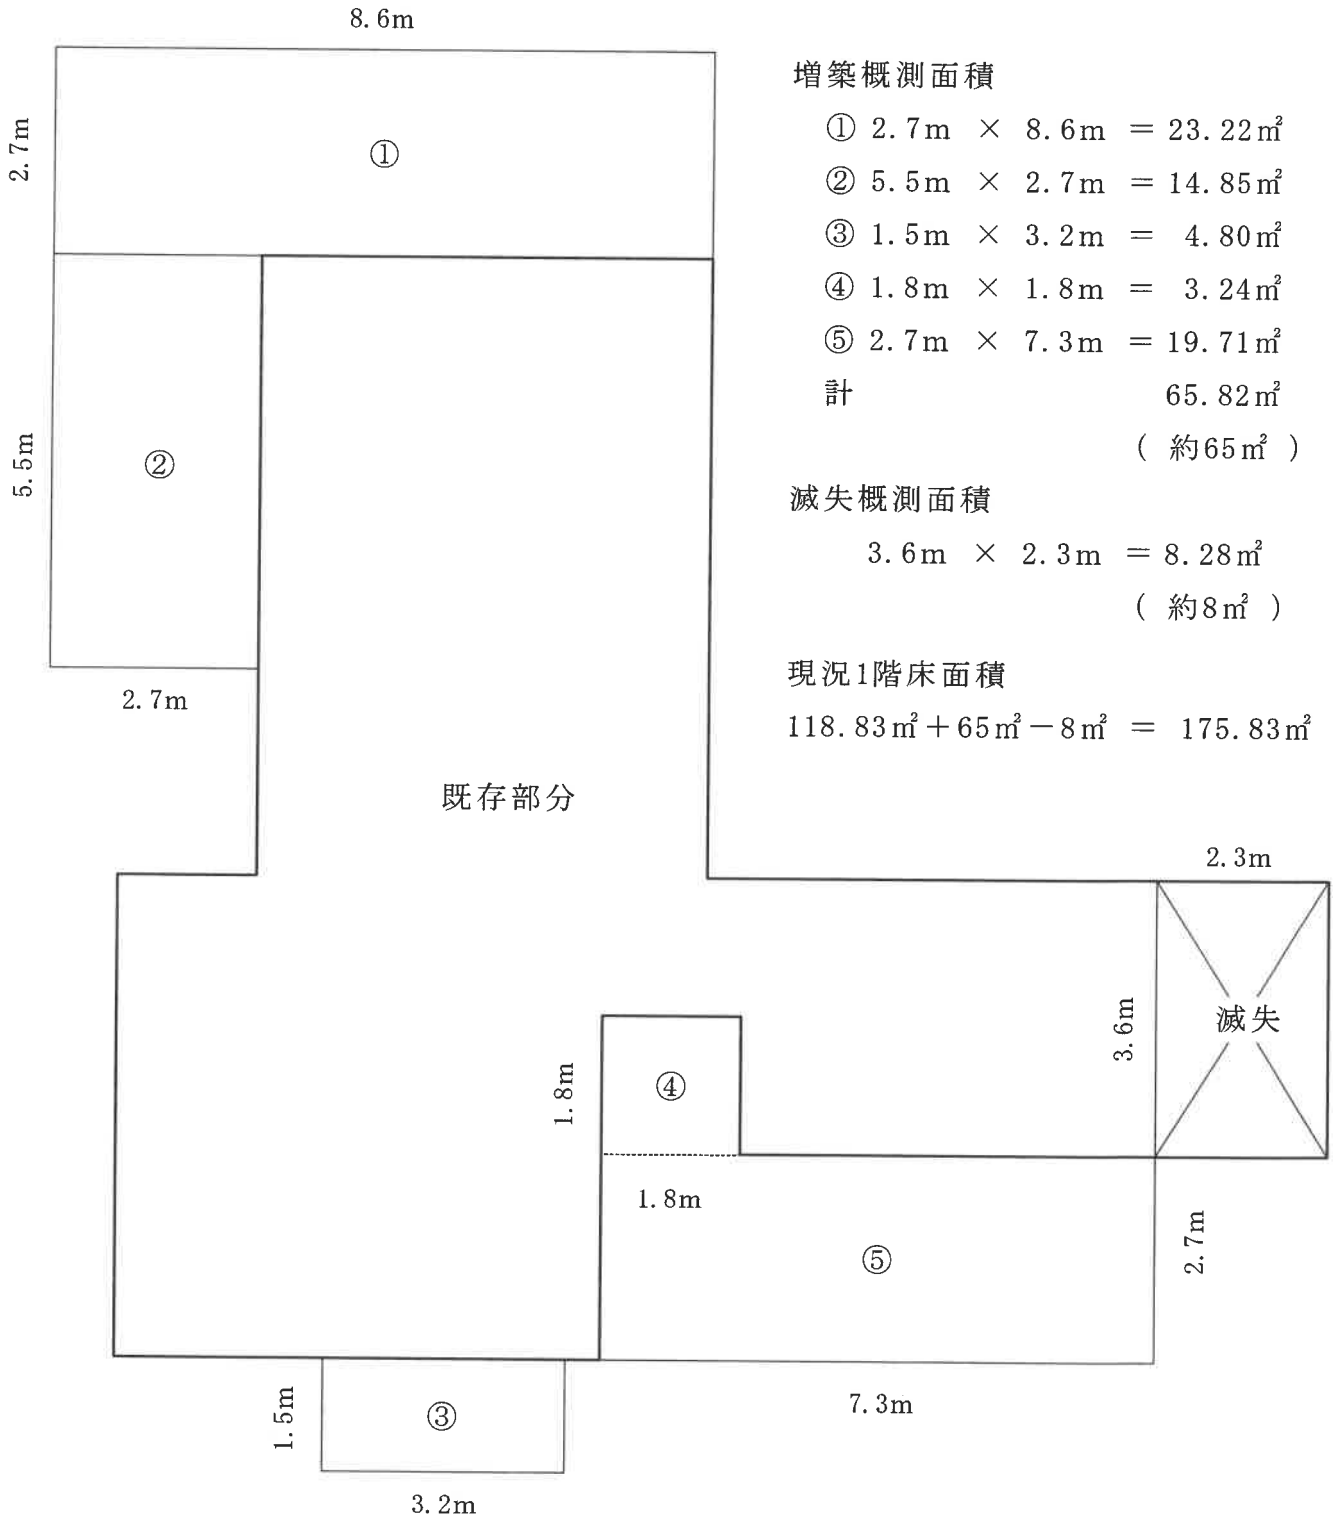 8.6m
2.7m
①
増築概測面積
① 2.7m × 8.6m = 23.22㎡
② 5.5m × 2.7m = 14.85㎡
③ 1.5m × 3.2m = 4.80㎡
④ 1.8m × 1.8m = 3.24㎡
⑤ 2.7m × 7.3m = 19.71㎡
計 65.82㎡
( 約65㎡ )
滅失概測面積
3.6m × 2.3m = 8.28㎡
( 約8㎡ )
現況1階床面積
118.83㎡+65㎡-8㎡ = 175.83㎡
5.5m
②
2.7m
既存部分
2.3m
3.6m
滅失
1.8m
④
1.8m
2.7m
⑤
7.3m
1.5m
③
3.2m